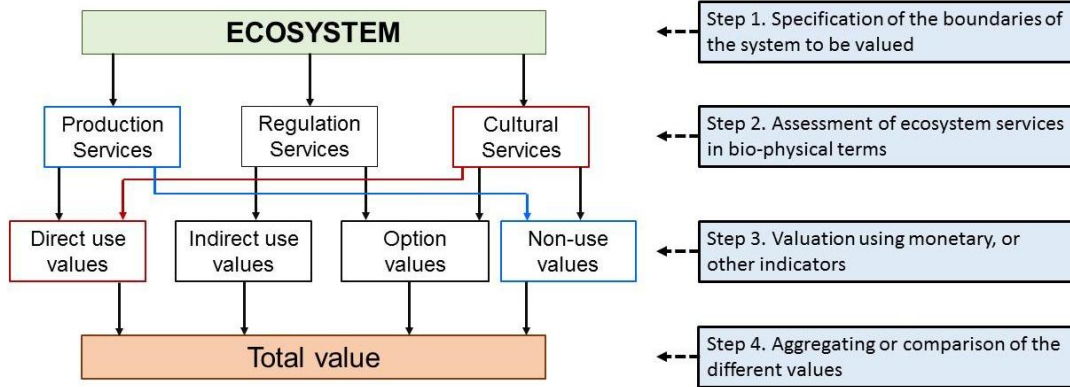 ECOSYSTEM
Step 1. Specification of the boundaries of
the system to be valued
Production
Services
Regulation
Services
Cultural
Services
Step 2. Assessment of ecosystem services
in bio-physical terms
Direct use
values
Indirect use
values
Option
values
Non-use
values
Step 3. Valuation using monetary, or
other indicators
Total value
Step 4. Aggregating or comparison of the
different values